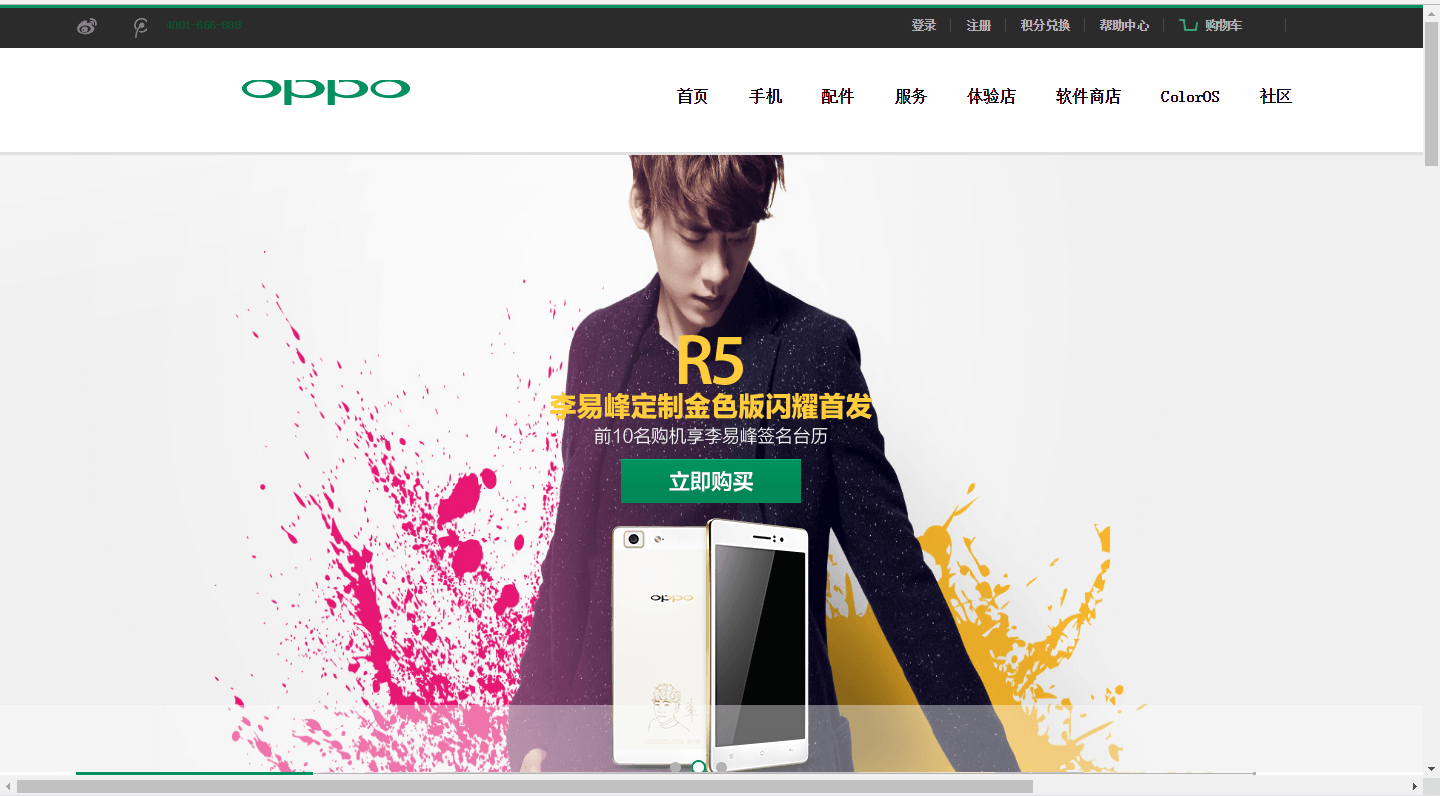 4001-666-888 登录 注册 积分兑换 帮助中心 购物车
oppo 首页 手机 配件 服务 体验店 软件商店 ColorOS 社区
R5
李易峰定制金色版闪耀首发
前10名购机享李易峰签名台历
立即购买
oppo